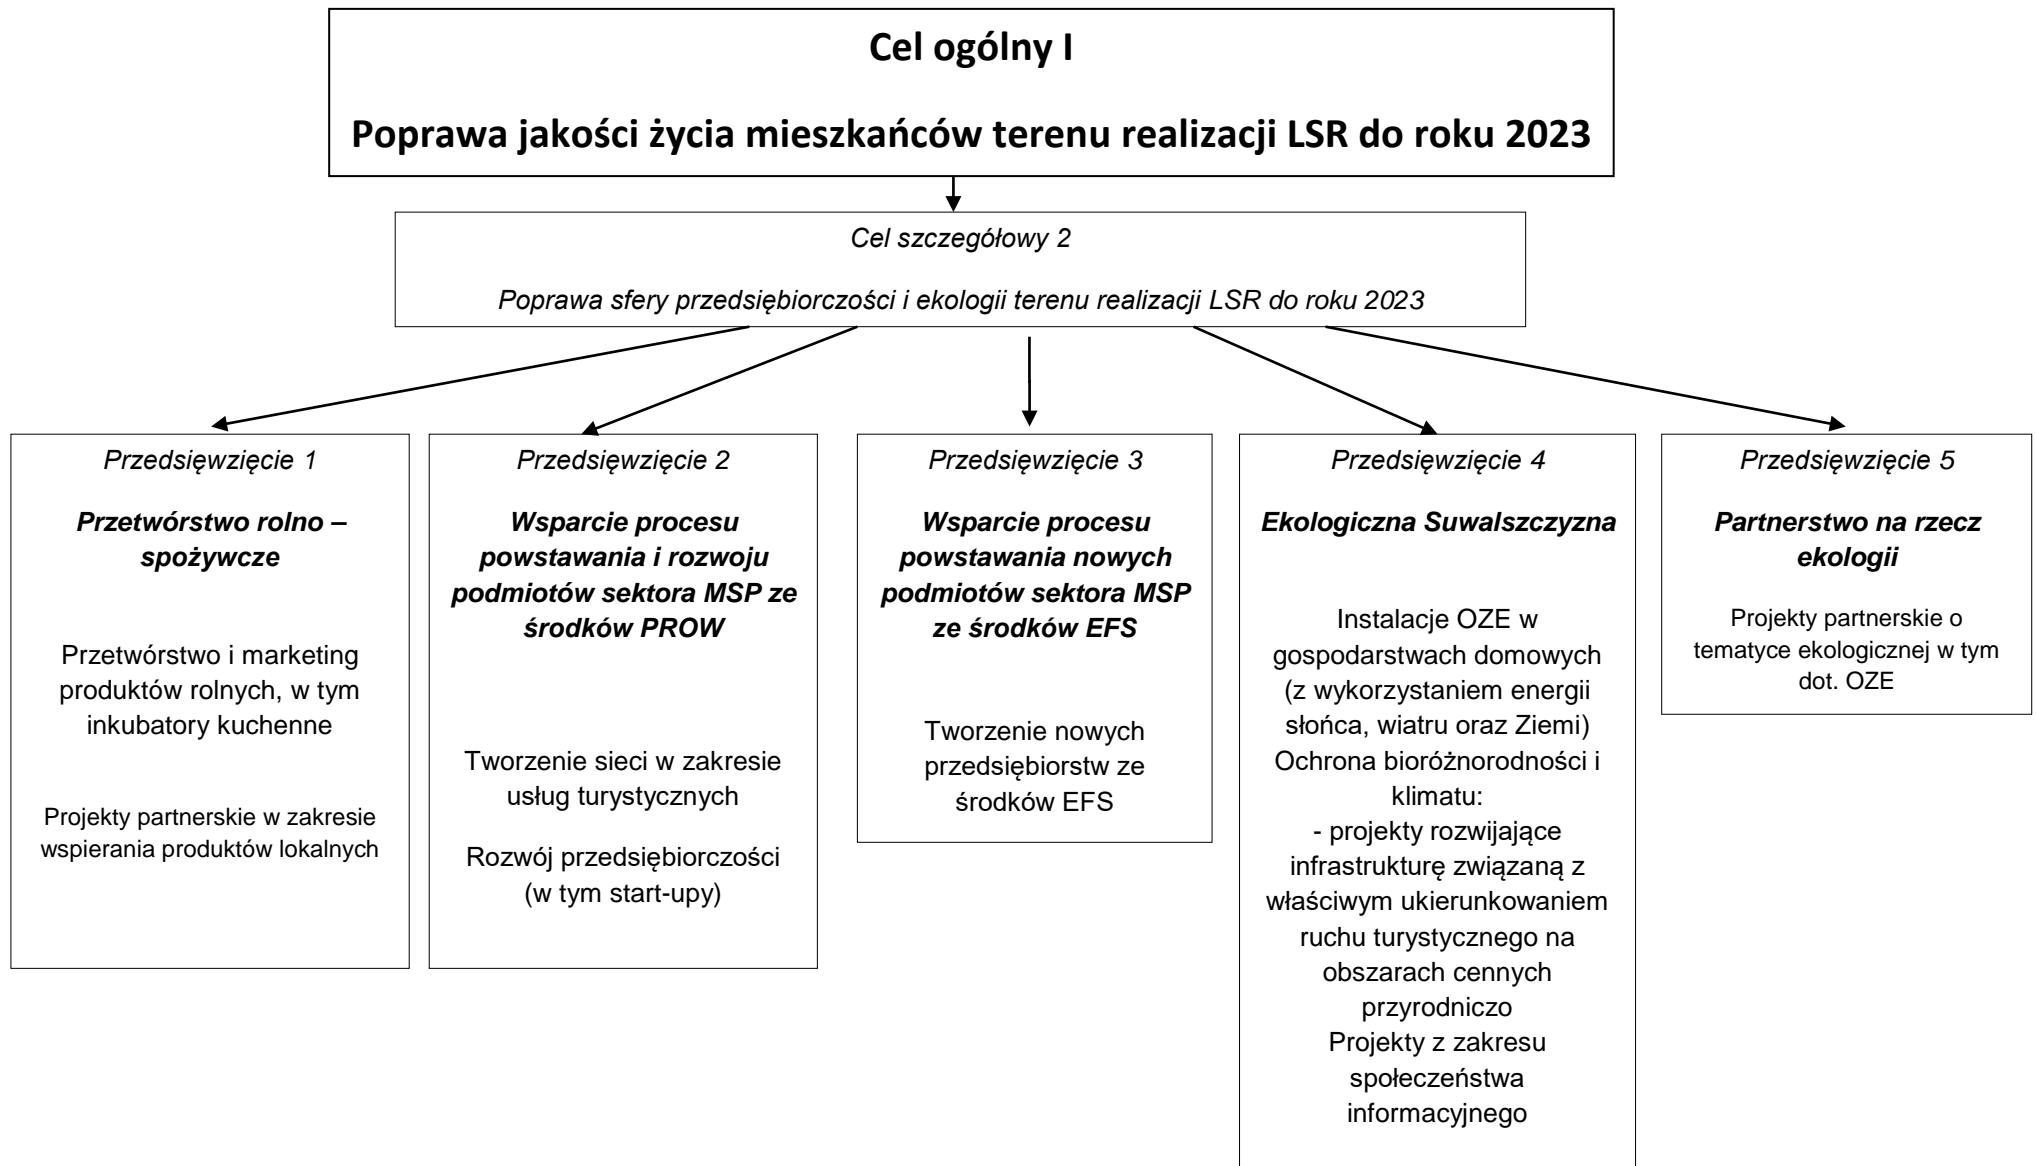 Cel ogólny I
Poprawa jakości życia mieszkańców terenu realizacji LSR do roku 2023
Cel szczegółowy 2
Poprawa sfery przedsiębiorczości i ekologii terenu realizacji LSR do roku 2023
Przedsięwzięcie 1
Przetwórstwo rolno –
spożywcze
Przetwórstwo i marketing
produktów rolnych, w tym
inkubatory kuchenne
Projekty partnerskie w zakresie
wspierania produktów lokalnych
Przedsięwzięcie 2
Wsparcie procesu
powstawania i rozwoju
podmiotów sektora MSP ze
środków PROW
Tworzenie sieci w zakresie
usług turystycznych
Rozwój przedsiębiorczości
(w tym start-upy)
Przedsięwzięcie 3
Wsparcie procesu
powstawania nowych
podmiotów sektora MSP
ze środków EFS
Tworzenie nowych
przedsiębiorstw ze
środków EFS
Przedsięwzięcie 4
Ekologiczna Suwalszczyzna
Instalacje OZE w
gospodarstwach domowych
(z wykorzystaniem energii
słońca, wiatru oraz Ziemi)
Ochrona bioróżnorodności i
klimatu:
- projekty rozwijające
infrastrukturę związaną z
właściwym ukierunkowaniem
ruchu turystycznego na
obszarach cennych
przyrodniczo
Projekty z zakresu
społeczeństwa
informacyjnego
Przedsięwzięcie 5
Partnerstwo na rzecz
ekologii
Projekty partnerskie o
tematyce ekologicznej w tym
dot. OZE